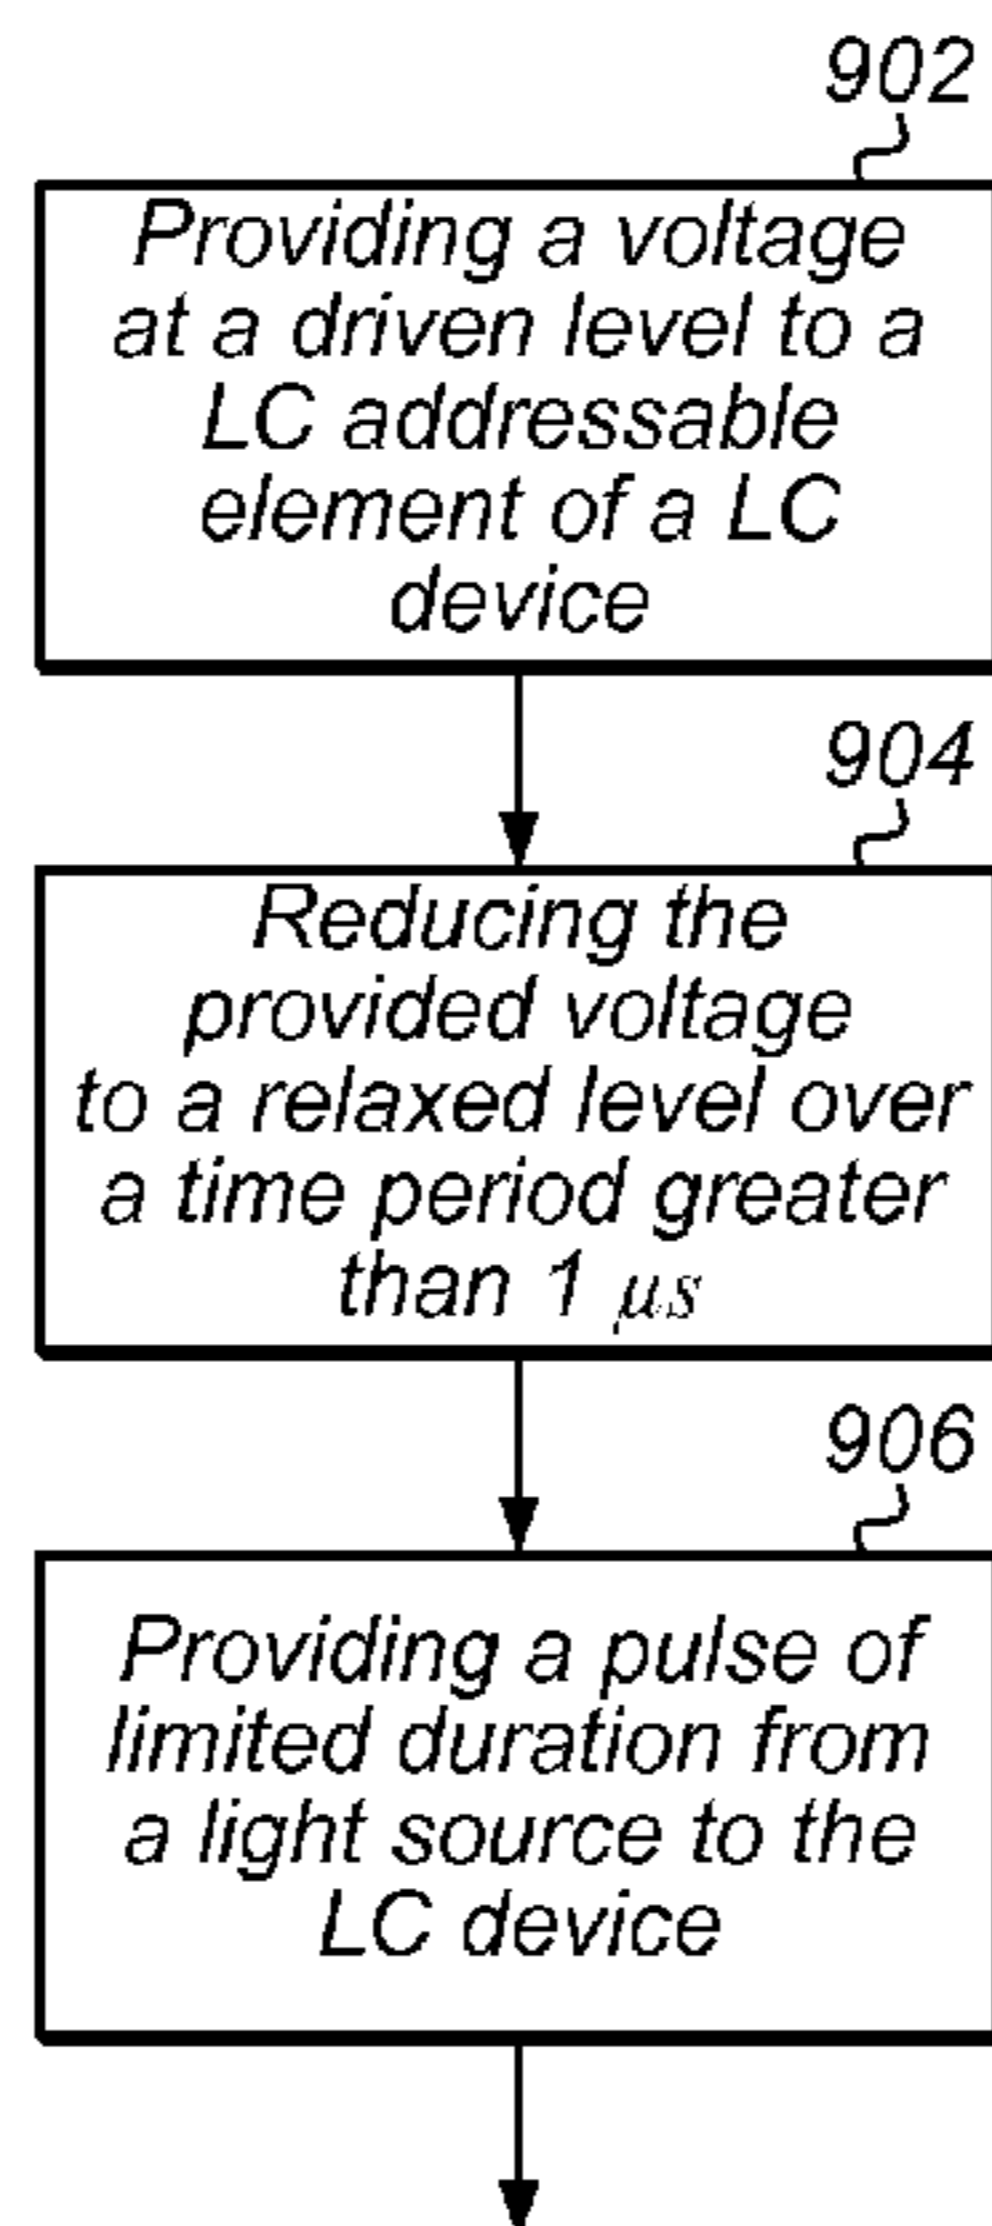 902
Providing a voltage
at a driven level to a
LC addressable
element of a LC
device
904
Reducing the
provided voltage
to a relaxed level over
a time period greater
than 1 µs
906
Providing a pulse of
limited duration from
a light source to the
LC device